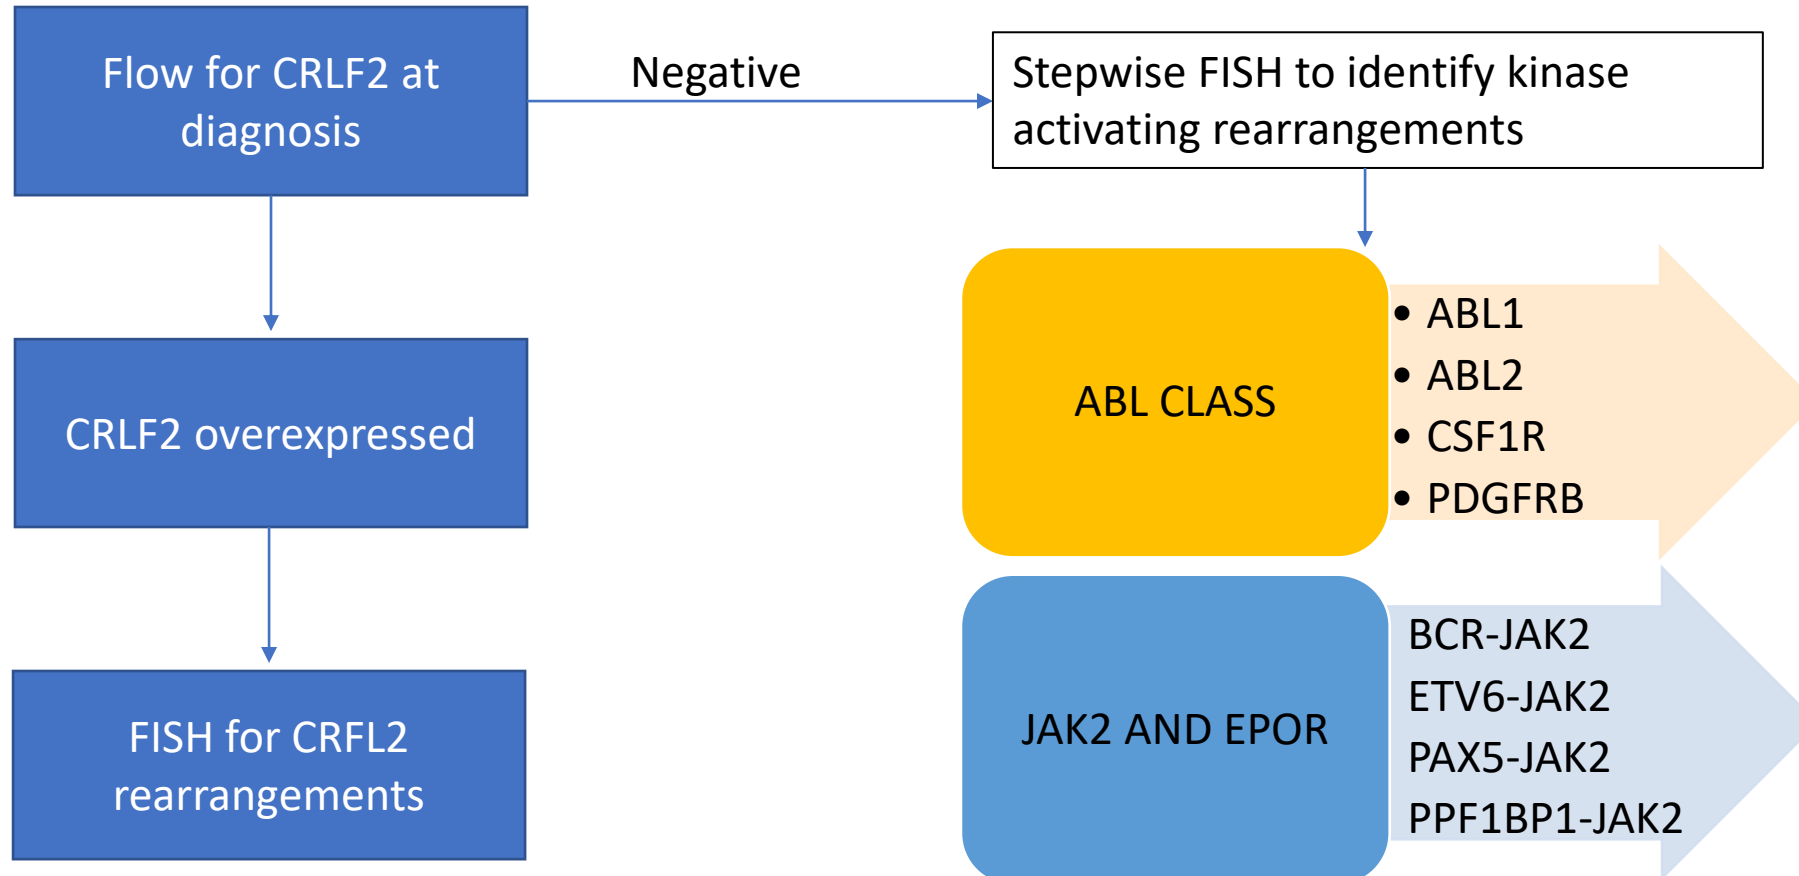 Flow for CRLF2 at
diagnosis
Negative
Stepwise FISH to identify kinase
activating rearrangements
CRLF2 overexpressed
FISH for CRFL2
rearrangements
ABL CLASS
• ABL1
• ABL2
• CSF1R
• PDGFRB
JAK2 AND EPOR
BCR-JAK2
ETV6-JAK2
PAX5-JAK2
PPF1BP1-JAK2